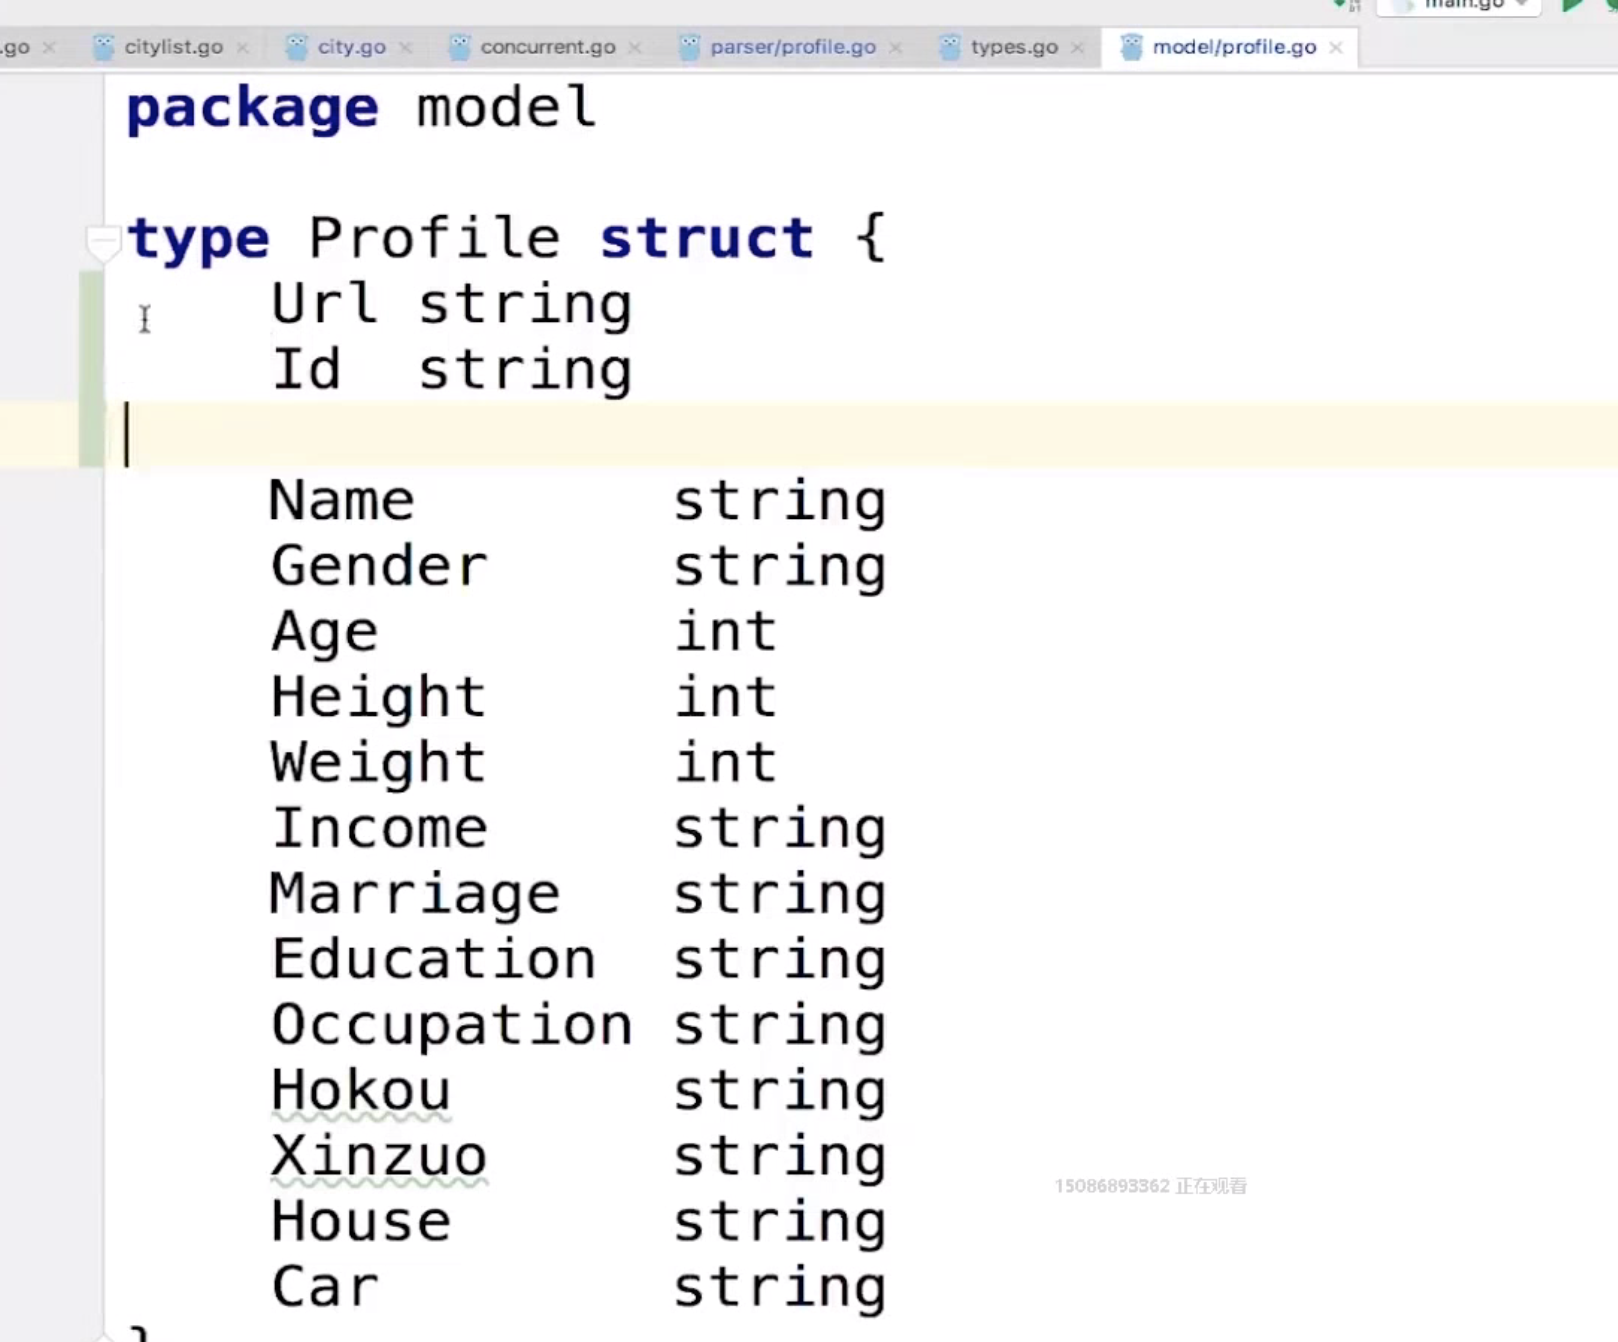 .go citylist.go city.go concurrent.go parser/profile.go types.go model/profile.go
main.go
package model
type Profile struct {
Url string
Id string
Name string
Gender string
Age int
Height int
Weight int
Income string
Marriage string
Education string
Occupation string
Hokou string
Xinzuo string
15086893362 正在观看
House string
Car string
}